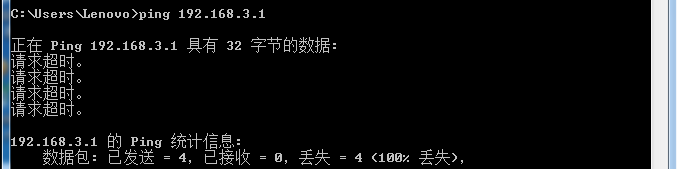 C:\Users\Lenovo>ping 192.168.3.1
正在 Ping 192.168.3.1 具有 32 字节的数据:
请求超时。
请求超时。
请求超时。
请求超时。
192.168.3.1 的 Ping 统计信息:
数据包: 已发送 = 4, 已接收 = 0, 丢失 = 4 (100% 丢失),